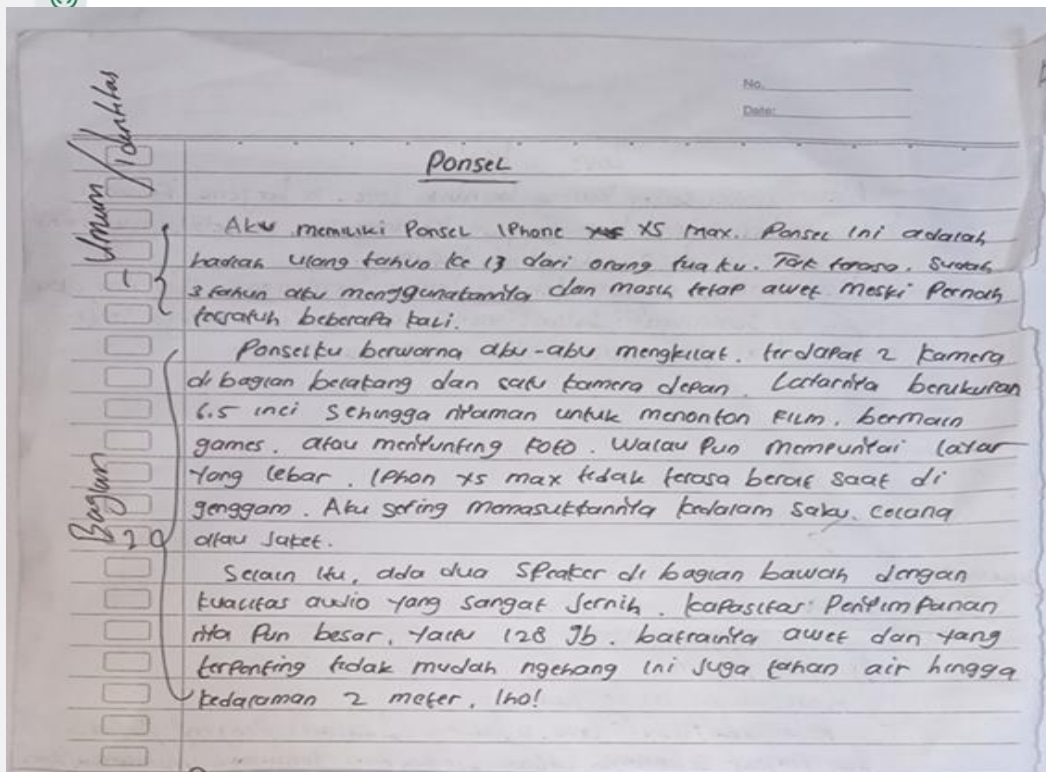 No.
Date:
Umum / Identitas
Ponsel
Aku memiliki Ponsel iPhone XS max. Ponsel ini adalah
hadiah ulang tahun ke 13 dari orang tua ku. Tak terasa. Sudah
3 tahun aku menggunakannya dan masih tetap awet meski Pernah
terjatuh beberapa kali.
Ponselku berwarna abu-abu mengkilat. terdapat 2 kamera
di bagian belakang dan satu kamera depan. Layarnya berukuran
6.5 inci Sehingga nyaman untuk menonton Film. bermain
games. atau menyunting Foto. Walau Pun mempunyai layar
yang lebar. iPhon xs max tidak terasa berat saat di
genggam. Aku sering memasukkannya kedalam Saku. celana
atau Jaket.
Bagian
Selain itu, ada dua Speaker di bagian bawah dengan
kualitas audio yang sangat Jernih. kapasitas Penyimpanan
nya Pun besar. yaitu 128 gb. batrainya awet dan yang
terpenting tidak mudah ngehang ini Juga tahan air hingga
kedalaman 2 meter. lho!